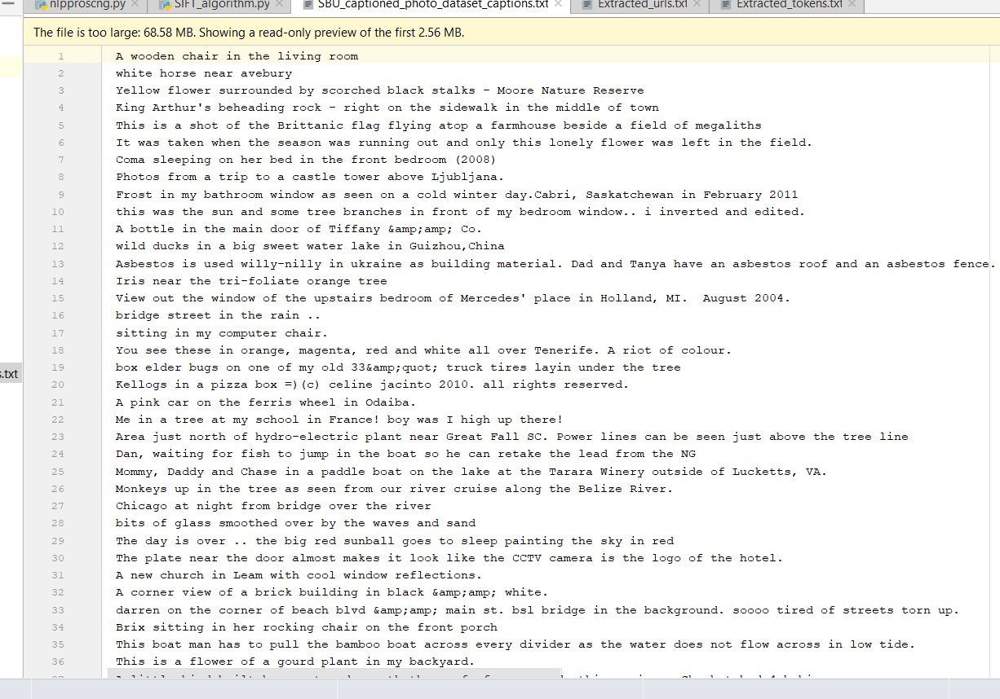 nlpproscng.py
SIFT_algorithm.py
SBU_captioned_photo_dataset_captions.txt
Extracted_urls.txt
Extracted_tokens.txt
The file is too large: 68.58 MB. Showing a read-only preview of the first 2.56 MB.
1 A wooden chair in the living room
2 white horse near avebury
3 Yellow flower surrounded by scorched black stalks - Moore Nature Reserve
4 King Arthur's beheading rock - right on the sidewalk in the middle of town
5 This is a shot of the Brittanic flag flying atop a farmhouse beside a field of megaliths
6 It was taken when the season was running out and only this lonely flower was left in the field.
7 Coma sleeping on her bed in the front bedroom (2008)
8 Photos from a trip to a castle tower above Ljubljana.
9 Frost in my bathroom window as seen on a cold winter day.Cabri, Saskatchewan in February 2011
10 this was the sun and some tree branches in front of my bedroom window.. i inverted and edited.
11 A bottle in the main door of Tiffany &amp;amp; Co.
12 wild ducks in a big sweet water lake in Guizhou,China
13 Asbestos is used willy-nilly in ukraine as building material. Dad and Tanya have an asbestos roof and an asbestos fence.
14 Iris near the tri-foliate orange tree
15 View out the window of the upstairs bedroom of Mercedes' place in Holland, MI.  August 2004.
16 bridge street in the rain ..
17 sitting in my computer chair.
18 You see these in orange, magenta, red and white all over Tenerife. A riot of colour.
s.txt
19 box elder bugs on one of my old 33&amp;quot; truck tires layin under the tree
20 Kellogs in a pizza box =)(c) celine jacinto 2010. all rights reserved.
21 A pink car on the ferris wheel in Odaiba.
22 Me in a tree at my school in France! boy was I high up there!
23 Area just north of hydro-electric plant near Great Fall SC. Power lines can be seen just above the tree line
24 Dan, waiting for fish to jump in the boat so he can retake the lead from the NG
25 Mommy, Daddy and Chase in a paddle boat on the lake at the Tarara Winery outside of Lucketts, VA.
26 Monkeys up in the tree as seen from our river cruise along the Belize River.
27 Chicago at night from bridge over the river
28 bits of glass smoothed over by the waves and sand
29 The day is over .. the big red sunball goes to sleep painting the sky in red
30 The plate near the door almost makes it look like the CCTV camera is the logo of the hotel.
31 A new church in Leam with cool window reflections.
32 A corner view of a brick building in black &amp;amp; white.
33 darren on the corner of beach blvd &amp;amp; main st. bsl bridge in the background. soooo tired of streets torn up.
34 Brix sitting in her rocking chair on the front porch
35 This boat man has to pull the bamboo boat across every divider as the water does not flow across in low tide.
36 This is a flower of a gourd plant in my backyard.